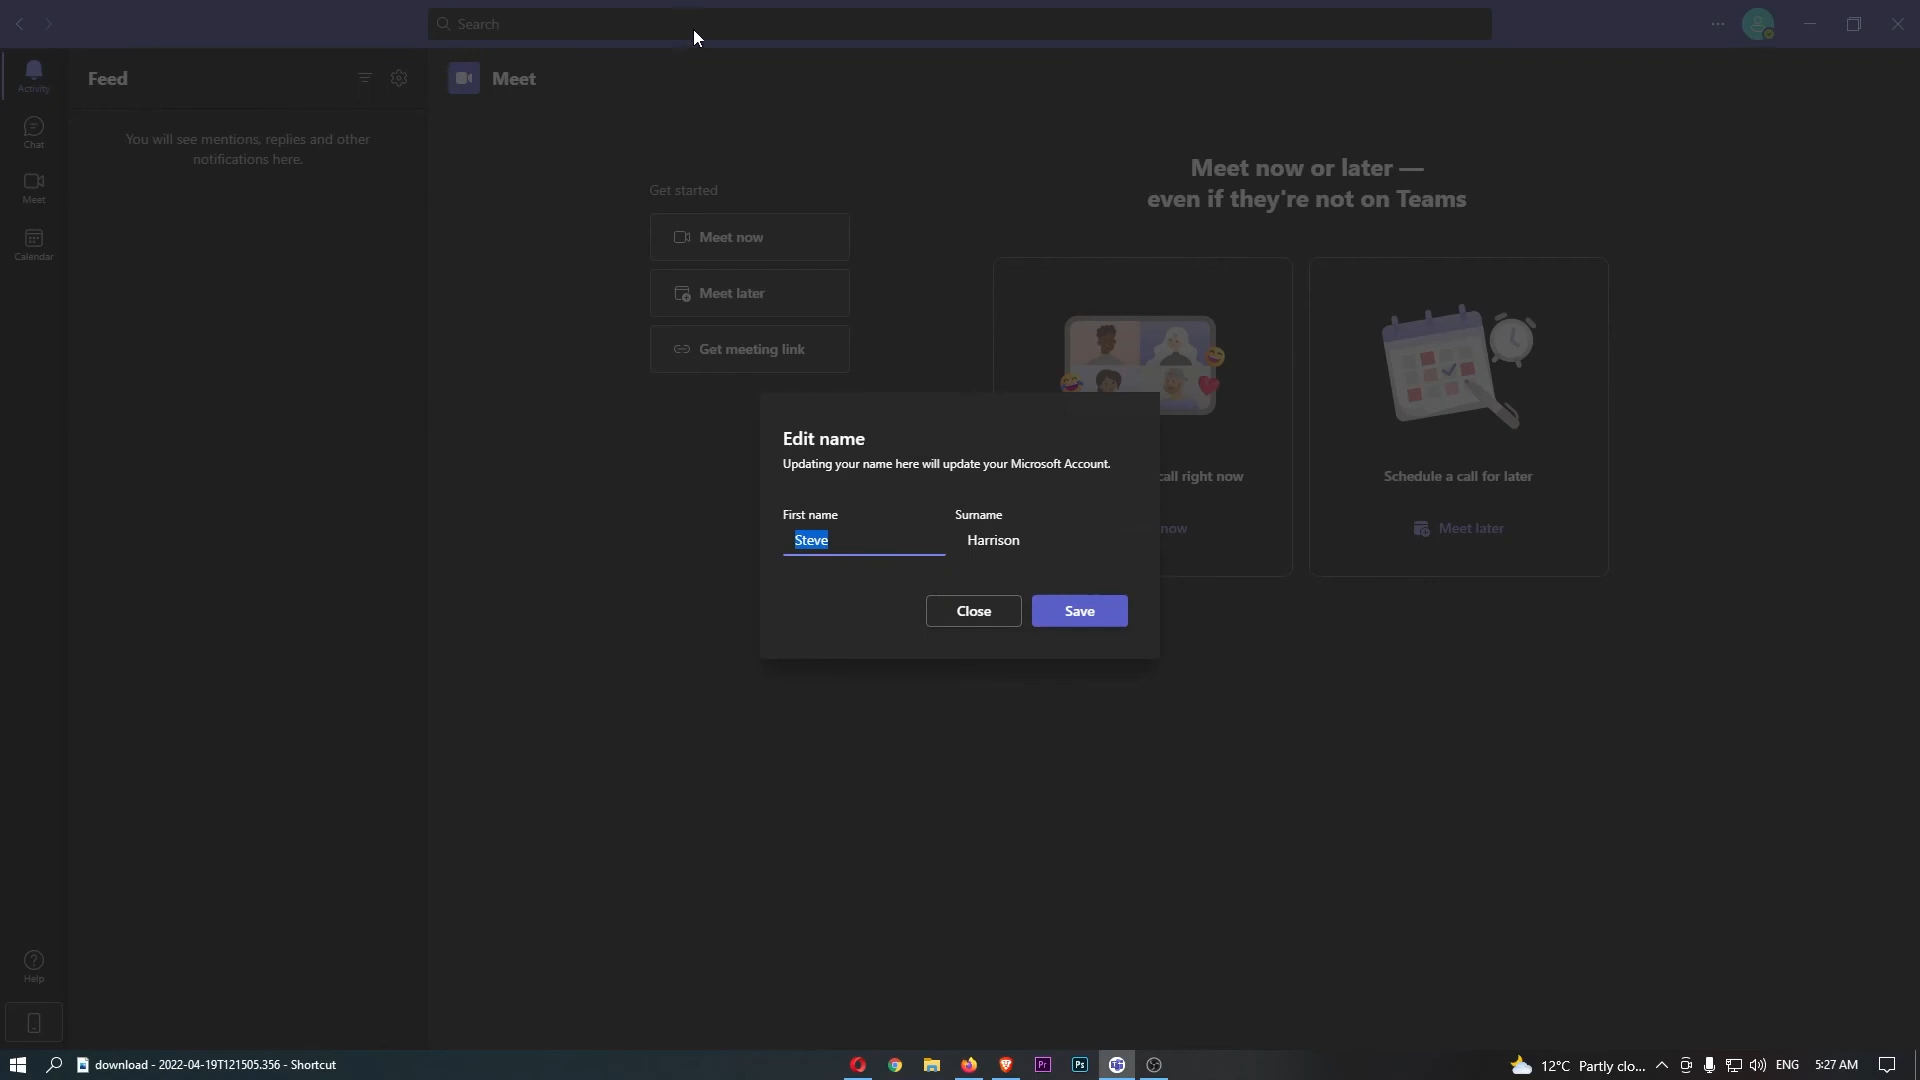 Search
Activity
Chat
Meet
Calendar
Help
Feed
You will see mentions, replies and other
notifications here.
Meet
Get started
Meet now
Meet later
Get meeting link
Meet now or later —
even if they're not on Teams
call right now
now
Schedule a call for later
Meet later
Edit name
Updating your name here will update your Microsoft Account.
First name
Surname
Steve
Harrison
Close
Save
download - 2022-04-19T121505.356 - Shortcut
Pr
Ps
12°C Partly clo...
ENG
5:27 AM